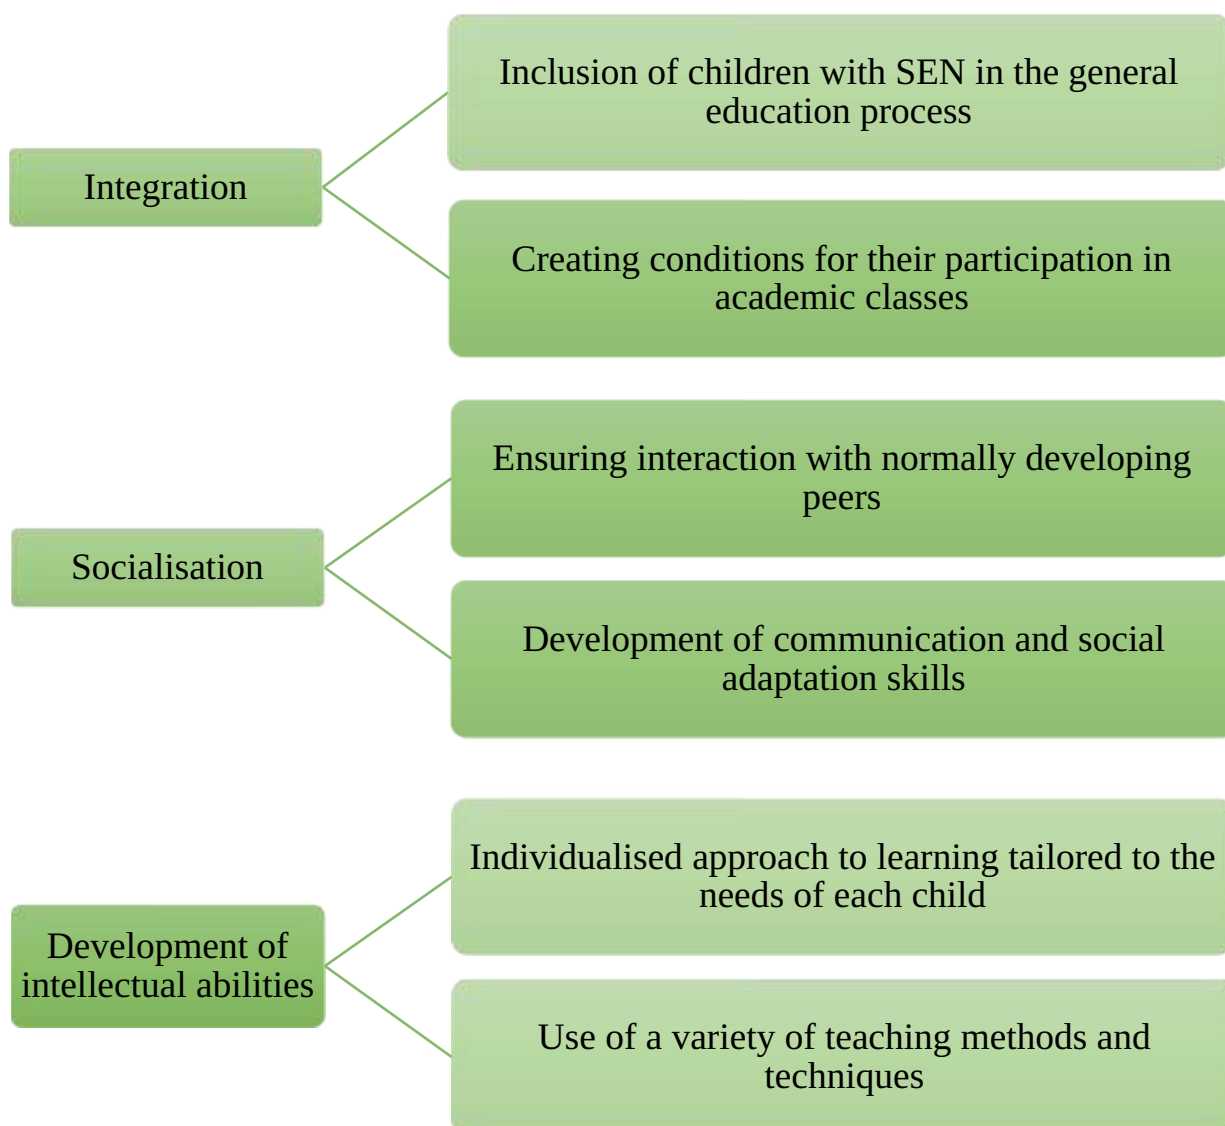 Integration
Inclusion of children with SEN in the general
education process
Creating conditions for their participation in
academic classes
Socialisation
Ensuring interaction with normally developing
peers
Development of communication and social
adaptation skills
Development of
intellectual abilities
Individualised approach to learning tailored to the
needs of each child
Use of a variety of teaching methods and
techniques